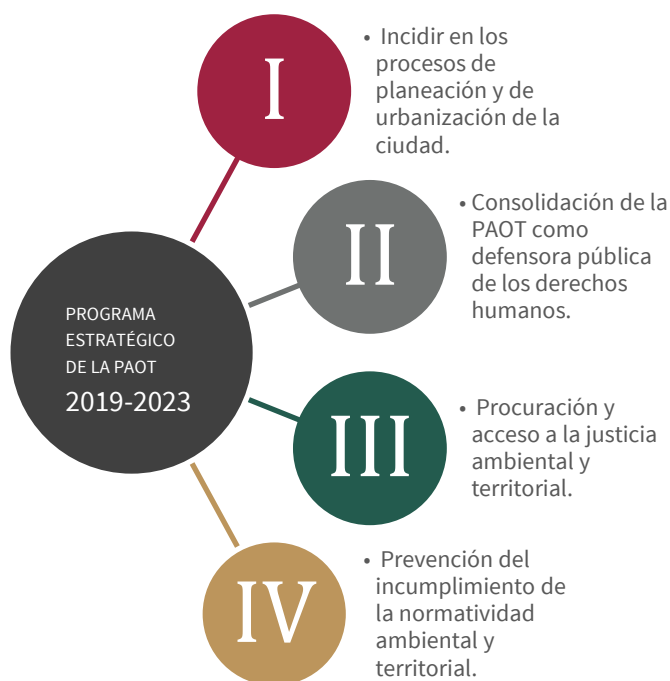 I
• Incidir en los
procesos de
planeación y de
urbanización de la
ciudad.
II
• Consolidación de la
PAOT como
defensora pública
de los derechos
humanos.
PROGRAMA
ESTRATÉGICO
DE LA PAOT
2019-2023
III
• Procuración y
acceso a la justicia
ambiental y
territorial.
IV
• Prevención del
incumplimiento de
la normatividad
ambiental y
territorial.